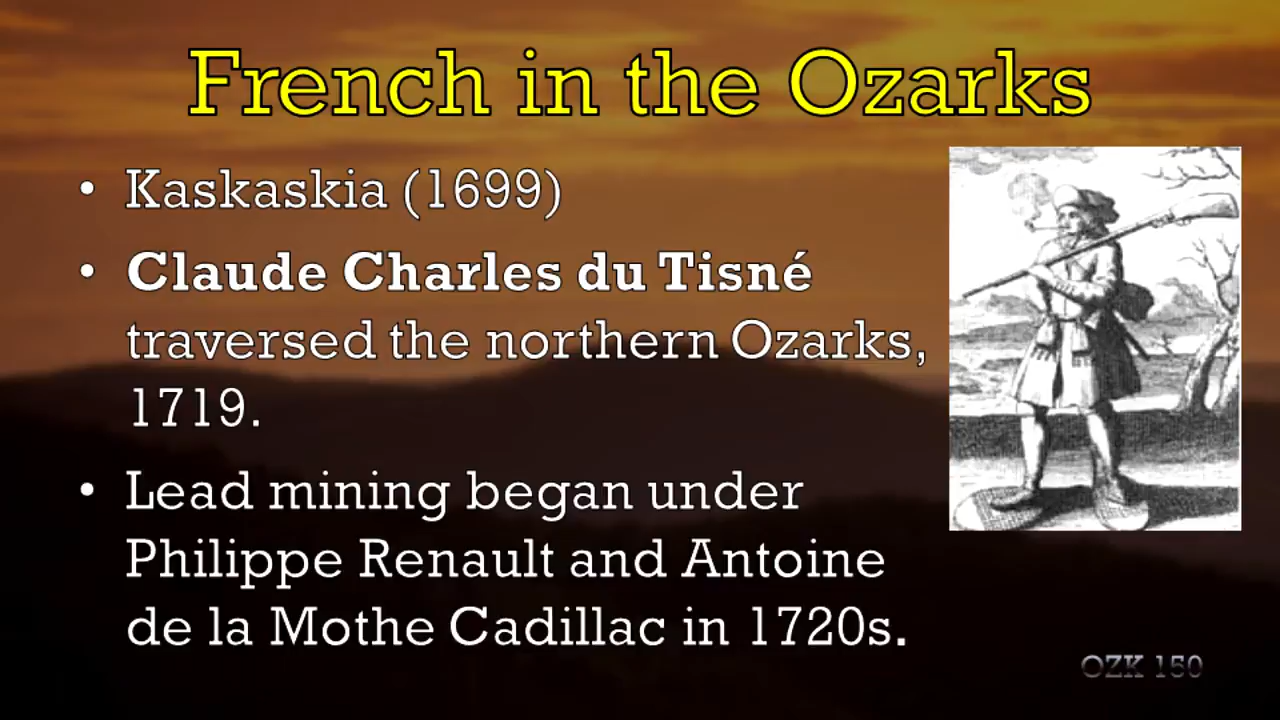 French in the Ozarks
• Kaskaskia (1699)
• Claude Charles du Tisné
traversed the northern Ozarks,
1719.
• Lead mining began under
Philippe Renault and Antoine
de la Mothe Cadillac in 1720s.
OZK 150